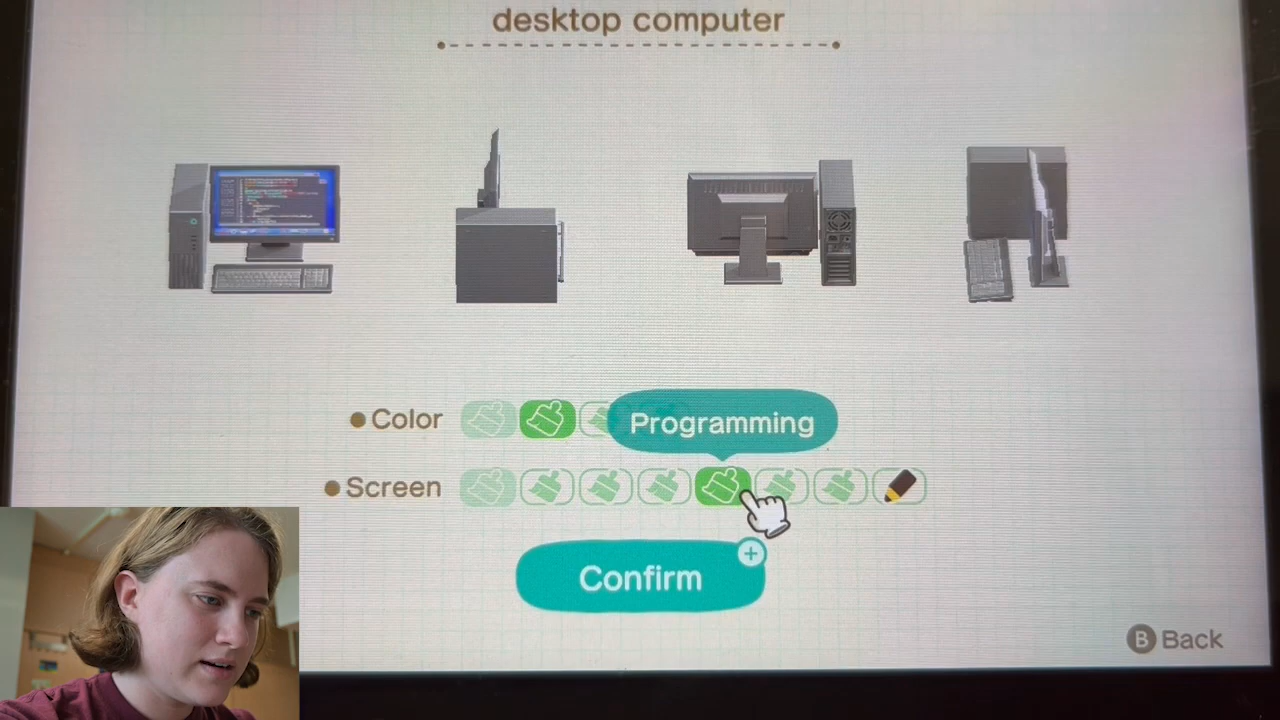 desktop computer
Color
Programming
Screen
Confirm
B Back